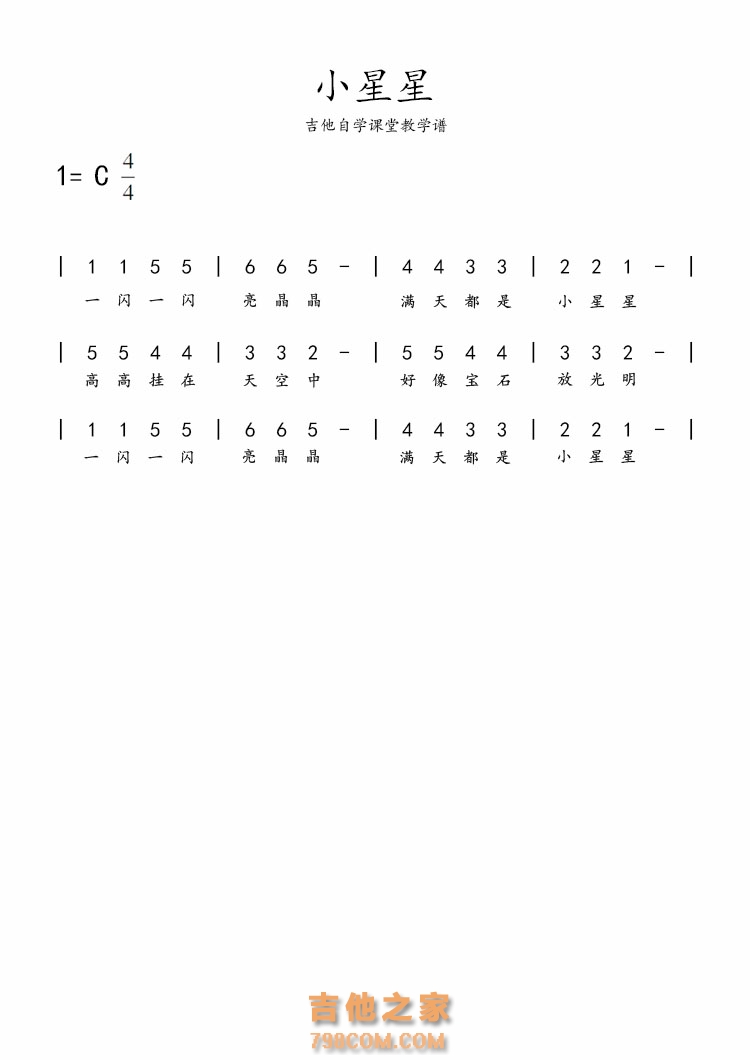 小星星
吉他自学课堂教学谱
1= C 4/4
| 1 1 5 5 | 6 6 5 - | 4 4 3 3 | 2 2 1 - |
一 闪 一 闪 亮 晶 晶 满 天 都 是 小 星 星
| 5 5 4 4 | 3 3 2 - | 5 5 4 4 | 3 3 2 - |
高 高 挂 在 天 空 中 好 像 宝 石 放 光 明
| 1 1 5 5 | 6 6 5 - | 4 4 3 3 | 2 2 1 - |
一 闪 一 闪 亮 晶 晶 满 天 都 是 小 星 星
吉他之家
798COM.COM